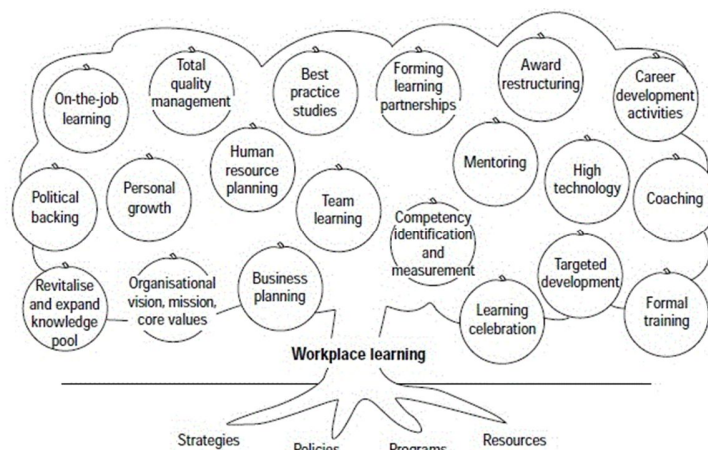 On-the-job
learning
Total
quality
management
Best
practice
studies
Forming
learning
partnerships
Award
restructuring
Career
development
activities
Political
backing
Personal
growth
Human
resource
planning
Team
learning
Mentoring
High
technology
Coaching
Competency
identification
and
measurement
Revitalise
and expand
knowledge
pool
Organisational
vision, mission,
core values
Business
planning
Learning
celebration
Targeted
development
Formal
training
Workplace learning
Strategies
Policies
Programs
Resources